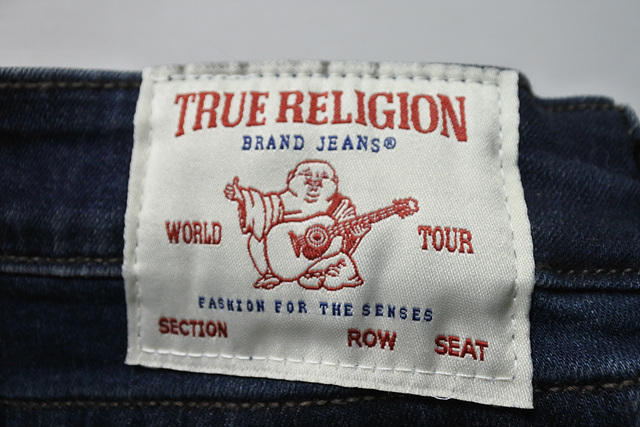 TRUE RELIGION
BRAND JEANS®
WORLD TOUR
FASHION FOR THE SENSES
SECTION ROW SEAT